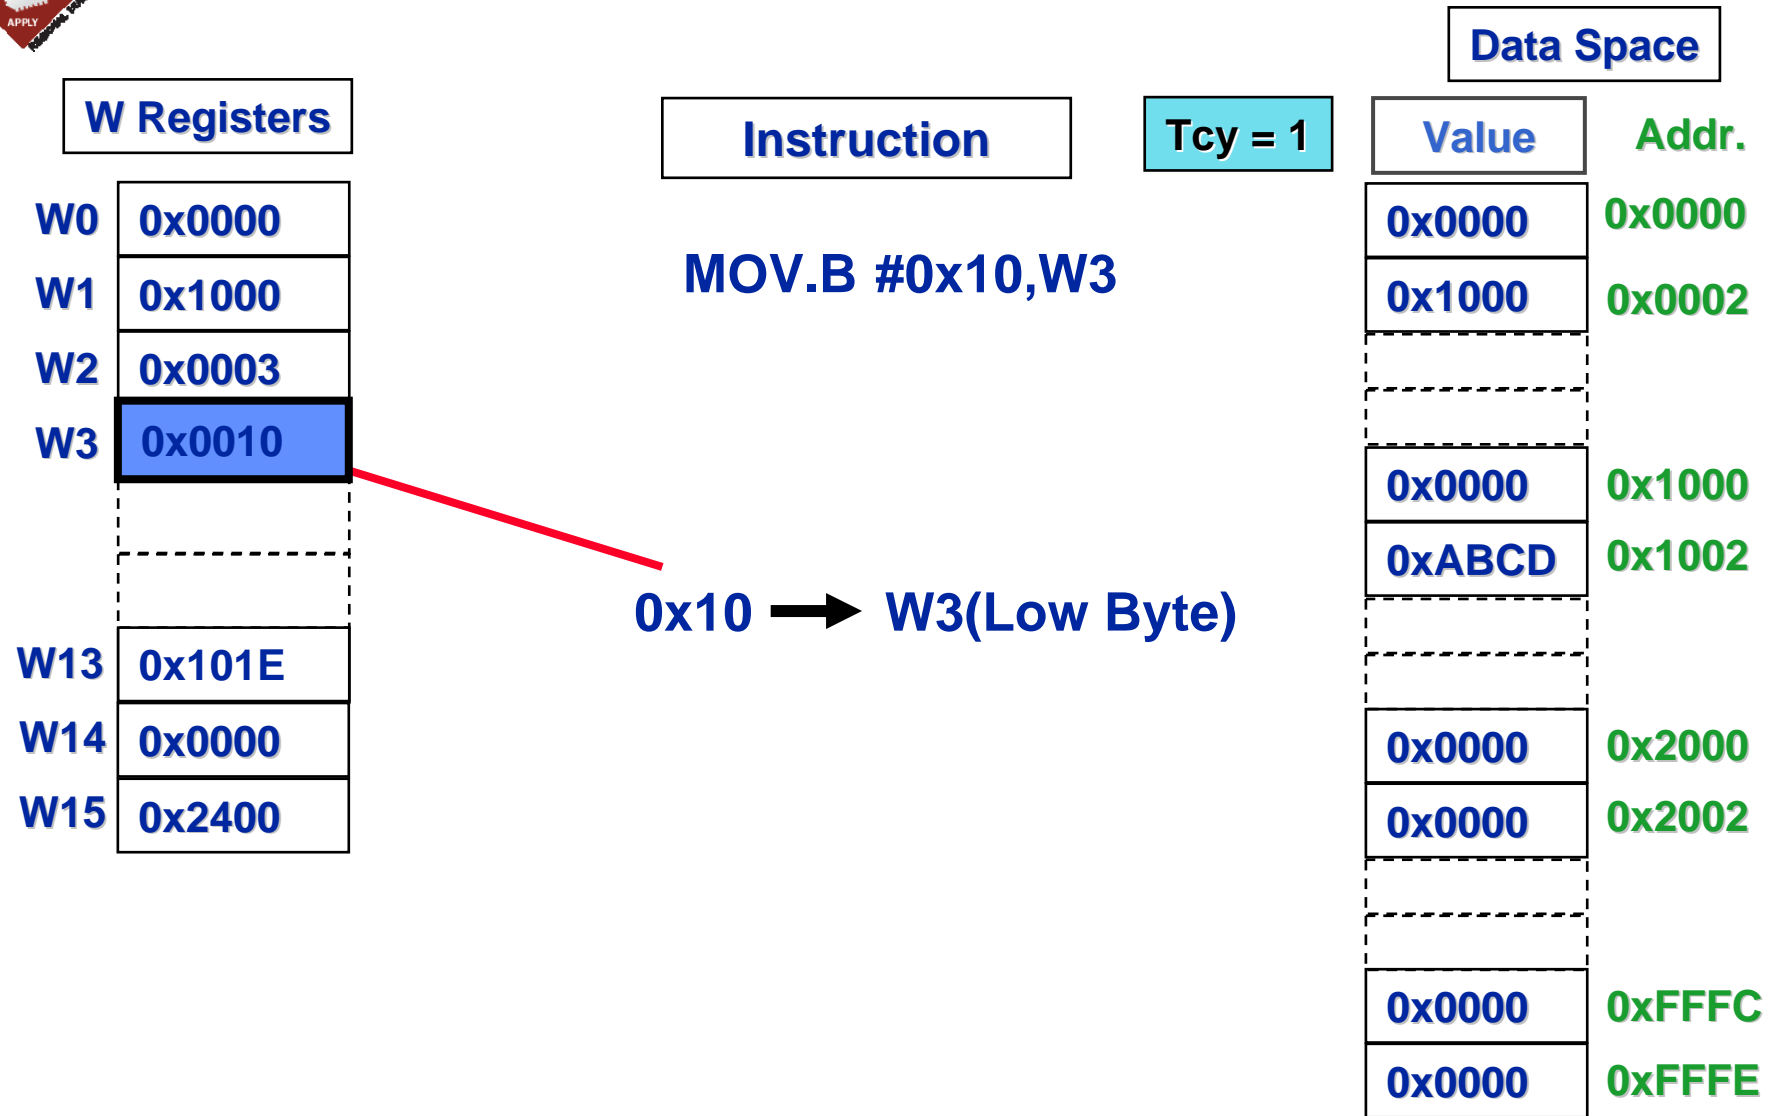 APPLY
Data Space
W Registers
Instruction
Tcy = 1
Value
Addr.
W0 0x0000
W1 0x1000
W2 0x0003
W3 0x0010
W13 0x101E
W14 0x0000
W15 0x2400
MOV.B #0x10,W3
0x10 W3(Low Byte)
0x0000 0x0000
0x1000 0x0002
0x0000 0x1000
0xABCD 0x1002
0x0000 0x2000
0x0000 0x2002
0x0000 0xFFFC
0x0000 0xFFFE